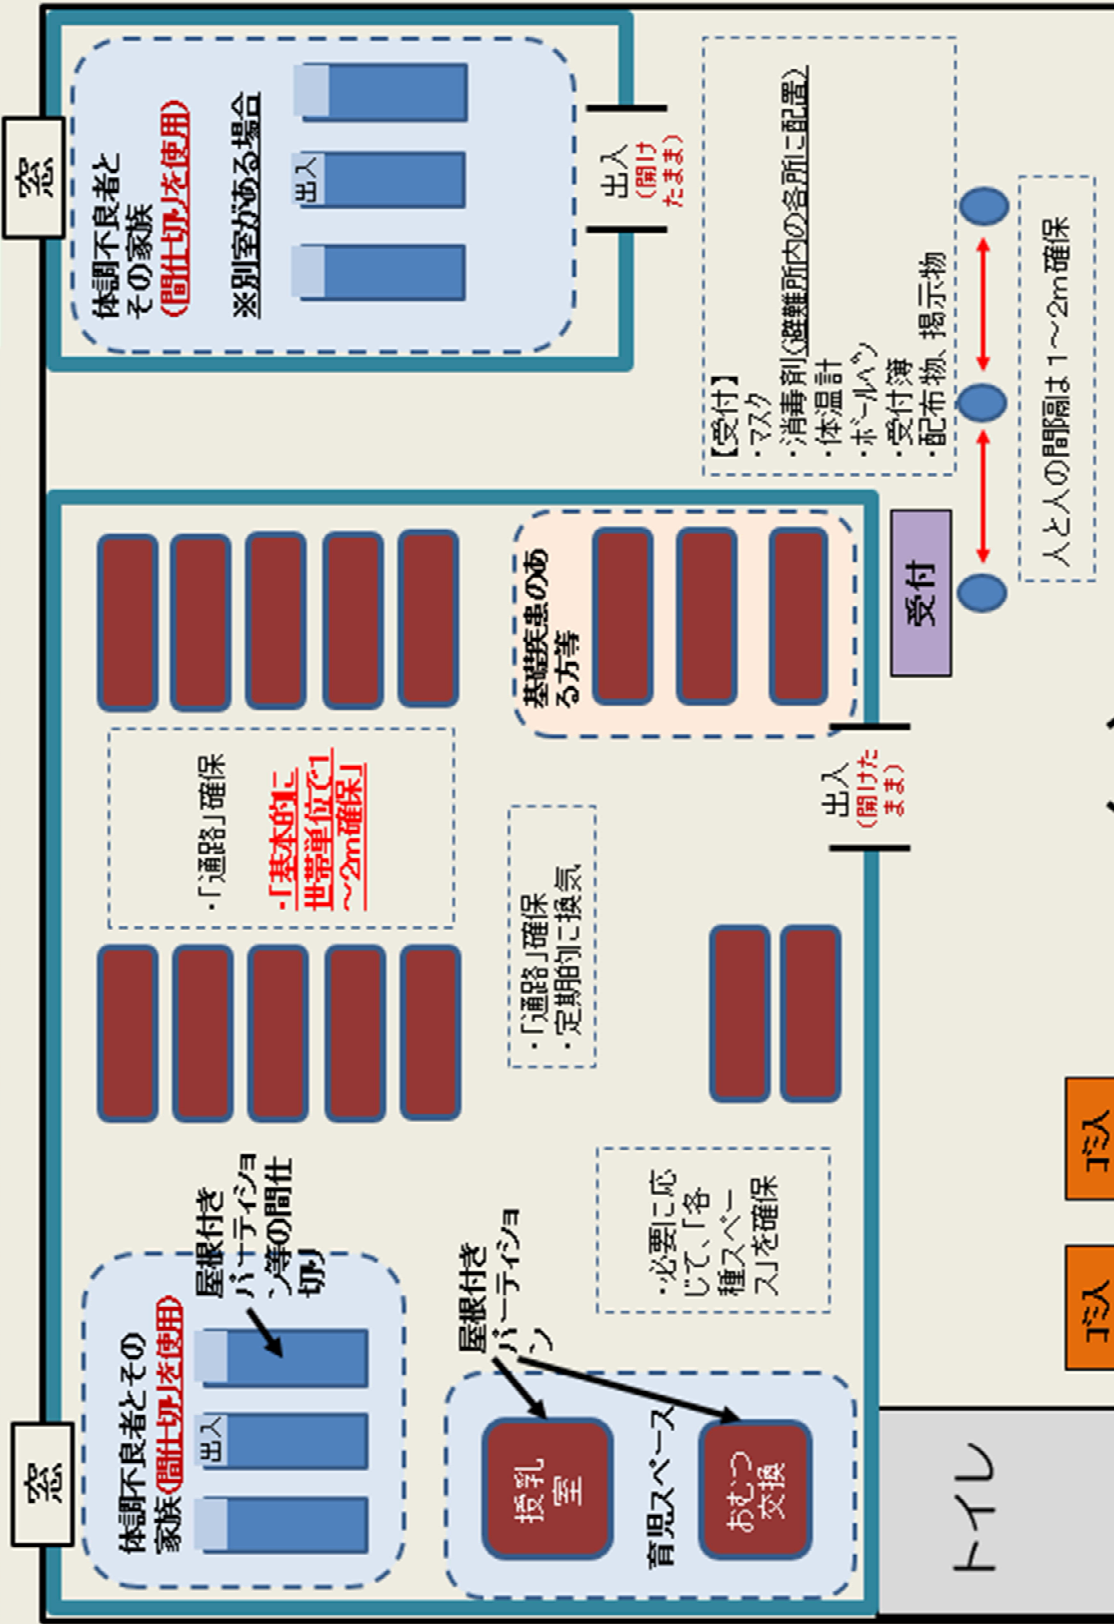 窓
体調不良者とその
家族(間仕切りを使用)
出入
屋根付き
パーティショ
ン等の間仕
切り
・「通路」確保
・「基本的に
世帯単位で1
～2m確保」
窓
体調不良者と
その家族
(間仕切りを使用)
※別室がある場合
出入
出入
(開け
たまま)
授乳
室
育児スペース
おむつ
交換
屋根付き
パーティショ
ン
・必要に応
じて、「各
種スペー
ス」を確保
・「通路」確保
・定期的に換気
基礎疾患のあ
る方等
出入
(開けた
まま)
受付
【受付】
・マスク
・消毒剤(避難所内の各所に配置)
・体温計
・ボールペン
・受付簿
・配布物、掲示物
人と人の間隔は1～2m確保
トイレ
ゴミ入
ゴミ入